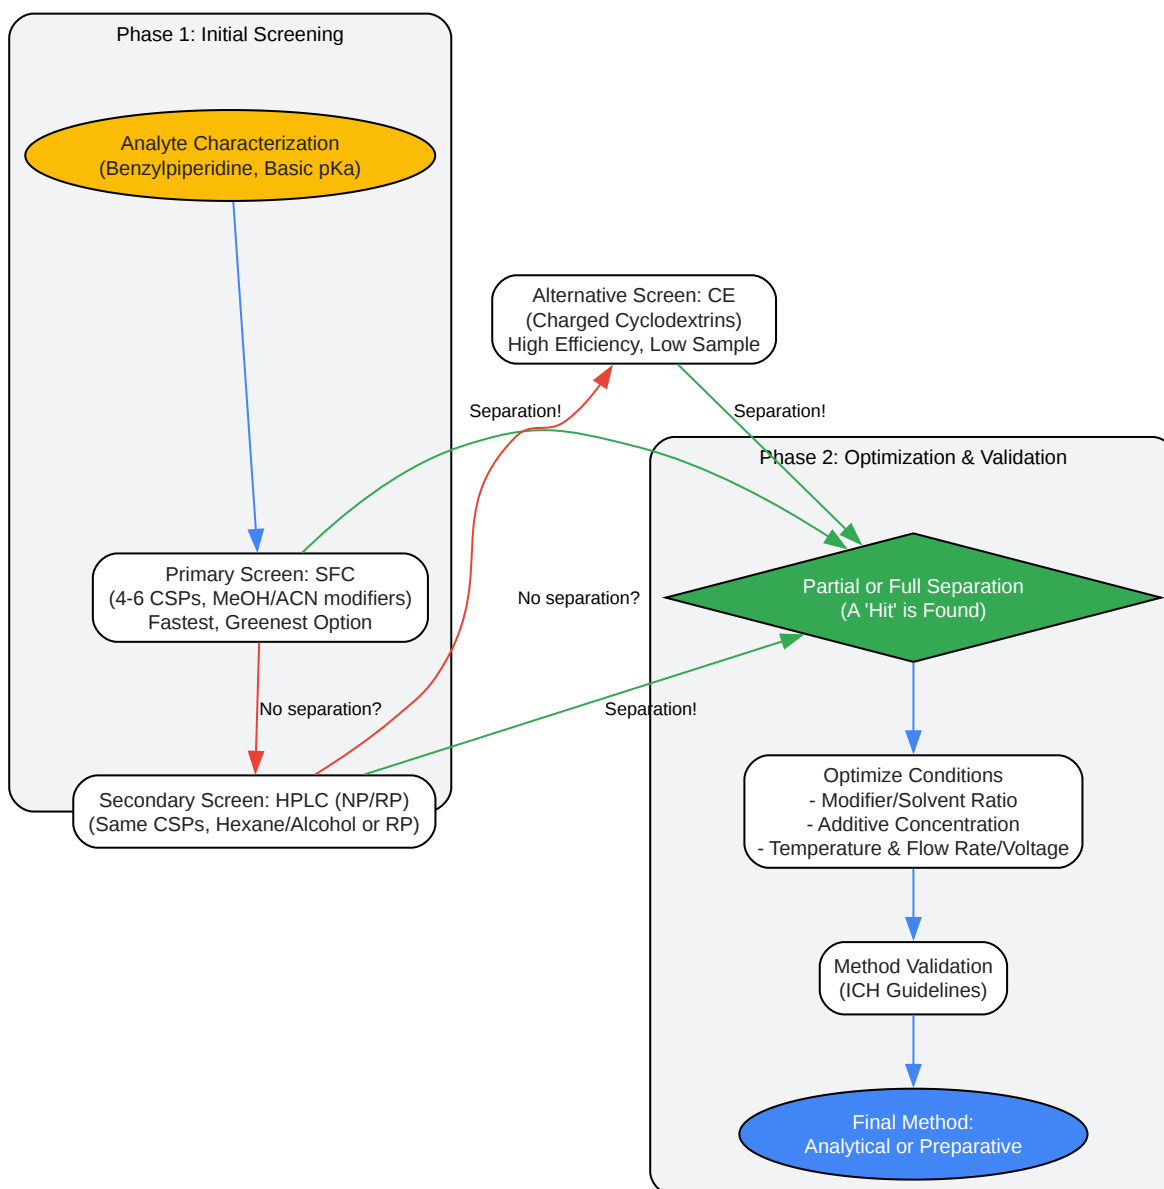 Phase 1: Initial Screening
Analyte Characterization
(Benzylpiperidine, Basic pKa)
Alternative Screen: CE
(Charged Cyclodextrins)
High Efficiency, Low Sample
Separation!
Separation!
Phase 2: Optimization & Validation
Primary Screen: SFC
(4-6 CSPs, MeOH/ACN modifiers)
Fastest, Greenest Option
No separation?
Partial or Full Separation
(A 'Hit' is Found)
No separation?
Separation!
Secondary Screen: HPLC (NP/RP)
(Same CSPs, Hexane/Alcohol or RP)
Optimize Conditions
- Modifier/Solvent Ratio
- Additive Concentration
- Temperature & Flow Rate/Voltage
Method Validation
(ICH Guidelines)
Final Method:
Analytical or Preparative